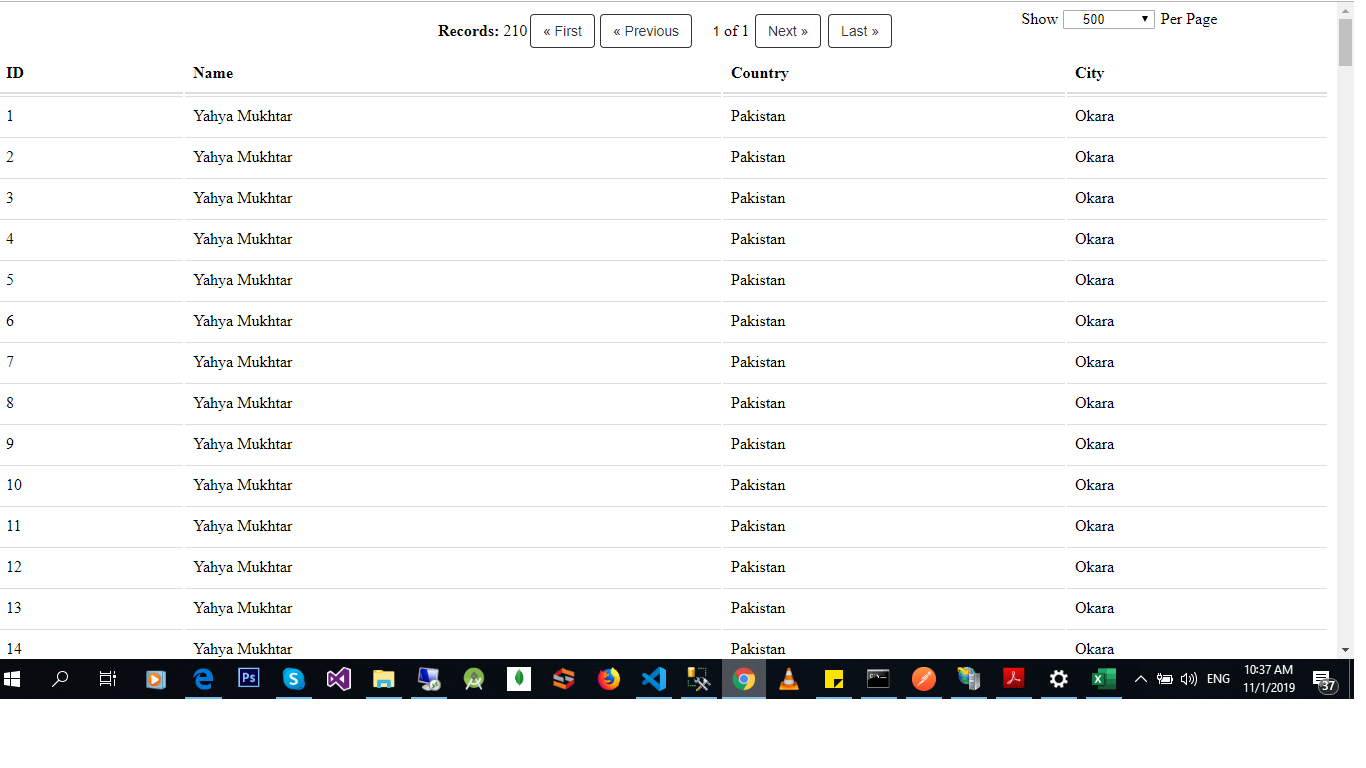 Records: 210 « First « Previous 1 of 1 Next » Last » Show 500 Per Page
ID Name Country City
1 Yahya Mukhtar Pakistan Okara
2 Yahya Mukhtar Pakistan Okara
3 Yahya Mukhtar Pakistan Okara
4 Yahya Mukhtar Pakistan Okara
5 Yahya Mukhtar Pakistan Okara
6 Yahya Mukhtar Pakistan Okara
7 Yahya Mukhtar Pakistan Okara
8 Yahya Mukhtar Pakistan Okara
9 Yahya Mukhtar Pakistan Okara
10 Yahya Mukhtar Pakistan Okara
11 Yahya Mukhtar Pakistan Okara
12 Yahya Mukhtar Pakistan Okara
13 Yahya Mukhtar Pakistan Okara
14 Yahya Mukhtar Pakistan Okara
Ps S X ENG 10:37 AM
11/1/2019 37